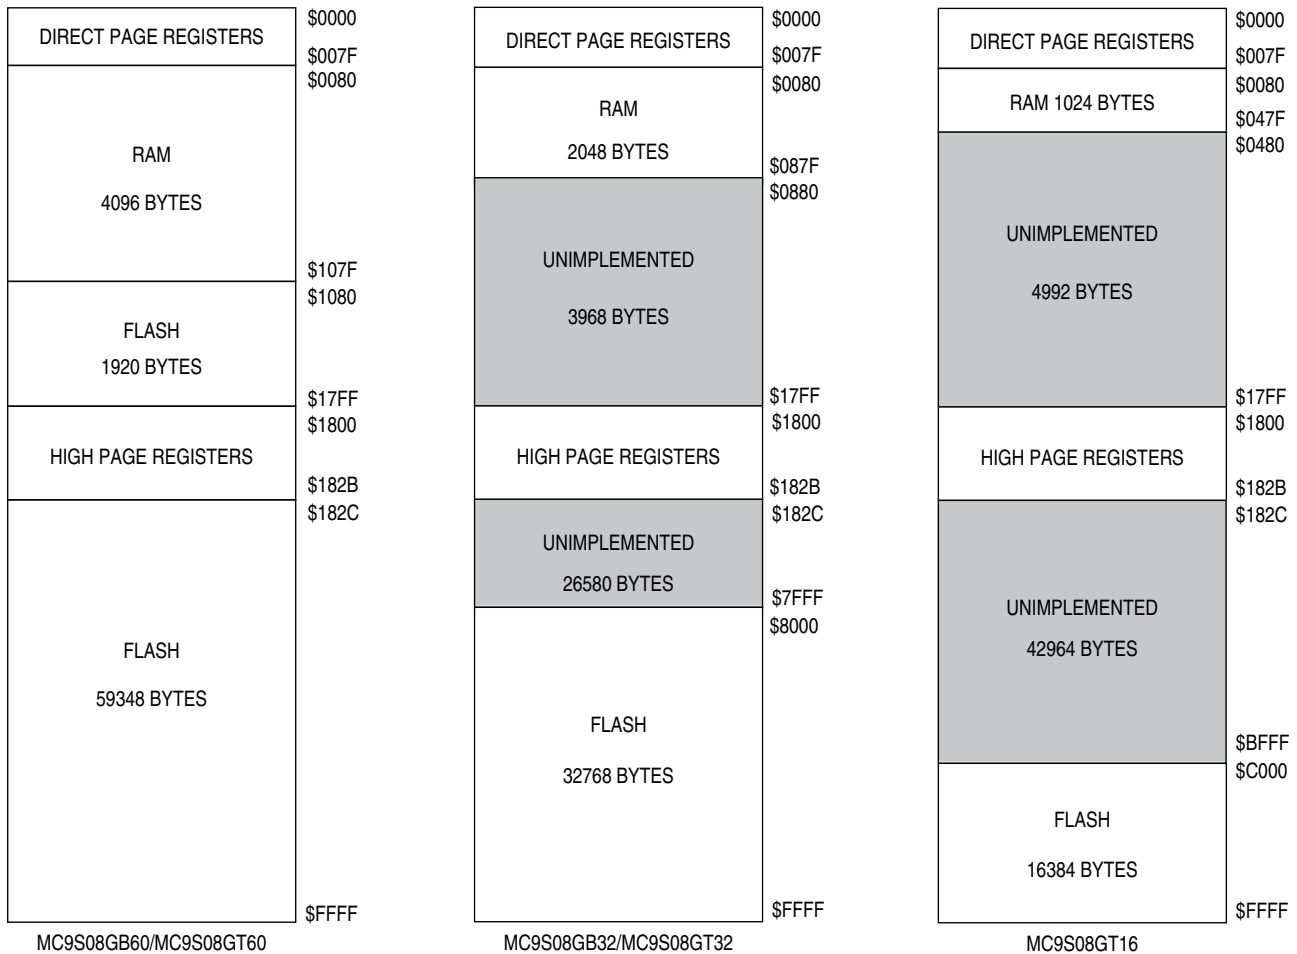 DIRECT PAGE REGISTERS
$0000
$007F
$0080
RAM
4096 BYTES
$107F
$1080
FLASH
1920 BYTES
$17FF
$1800
HIGH PAGE REGISTERS
$182B
$182C
FLASH
59348 BYTES
$FFFF
MC9S08GB60/MC9S08GT60
DIRECT PAGE REGISTERS
$0000
$007F
$0080
RAM
2048 BYTES
$087F
$0880
UNIMPLEMENTED
3968 BYTES
$17FF
$1800
HIGH PAGE REGISTERS
$182B
$182C
UNIMPLEMENTED
26580 BYTES
$7FFF
$8000
FLASH
32768 BYTES
$FFFF
MC9S08GB32/MC9S08GT32
DIRECT PAGE REGISTERS
$0000
$007F
$0080
RAM 1024 BYTES
$047F
$0480
UNIMPLEMENTED
4992 BYTES
$17FF
$1800
HIGH PAGE REGISTERS
$182B
$182C
UNIMPLEMENTED
42964 BYTES
$BFFF
$C000
FLASH
16384 BYTES
$FFFF
MC9S08GT16